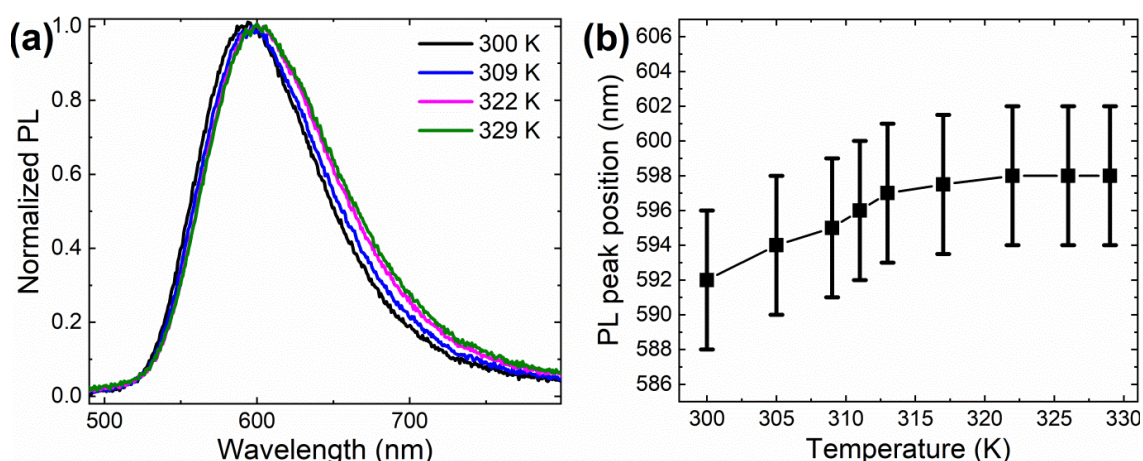 (a)
Normalized PL
1.0
0.8
0.6
0.4
0.2
0.0
500
600
700
Wavelength (nm)
300 K
309 K
322 K
329 K
(b)
PL peak position (nm)
606
604
602
600
598
596
594
592
590
588
586
300
305
310
315
320
325
330
Temperature (K)